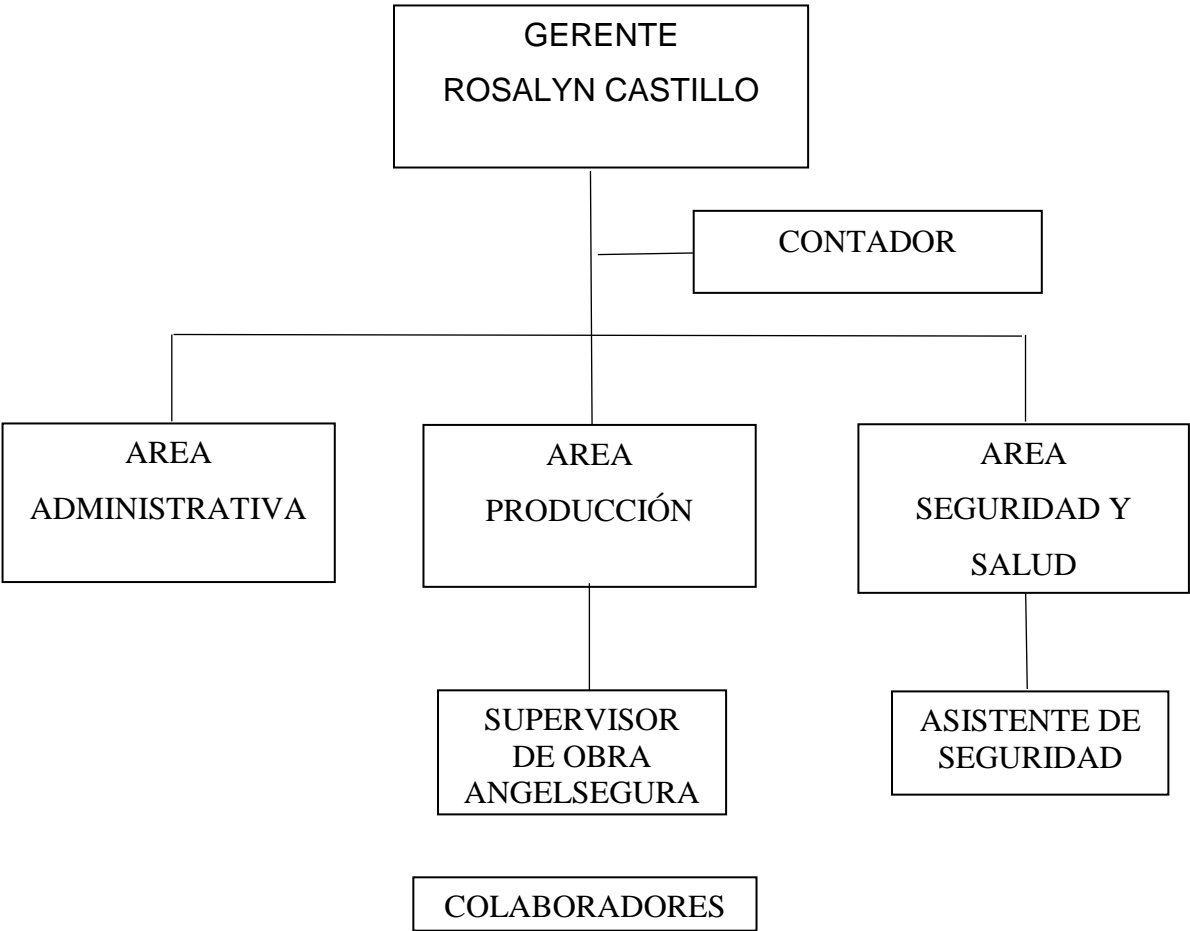 GERENTE
ROSALYN CASTILLO
CONTADOR
AREA
ADMINISTRATIVA
AREA
PRODUCCIÓN
AREA
SEGURIDAD Y
SALUD
SUPERVISOR
DE OBRA
ANGELSEGURA
ASISTENTE DE
SEGURIDAD
COLABORADORES